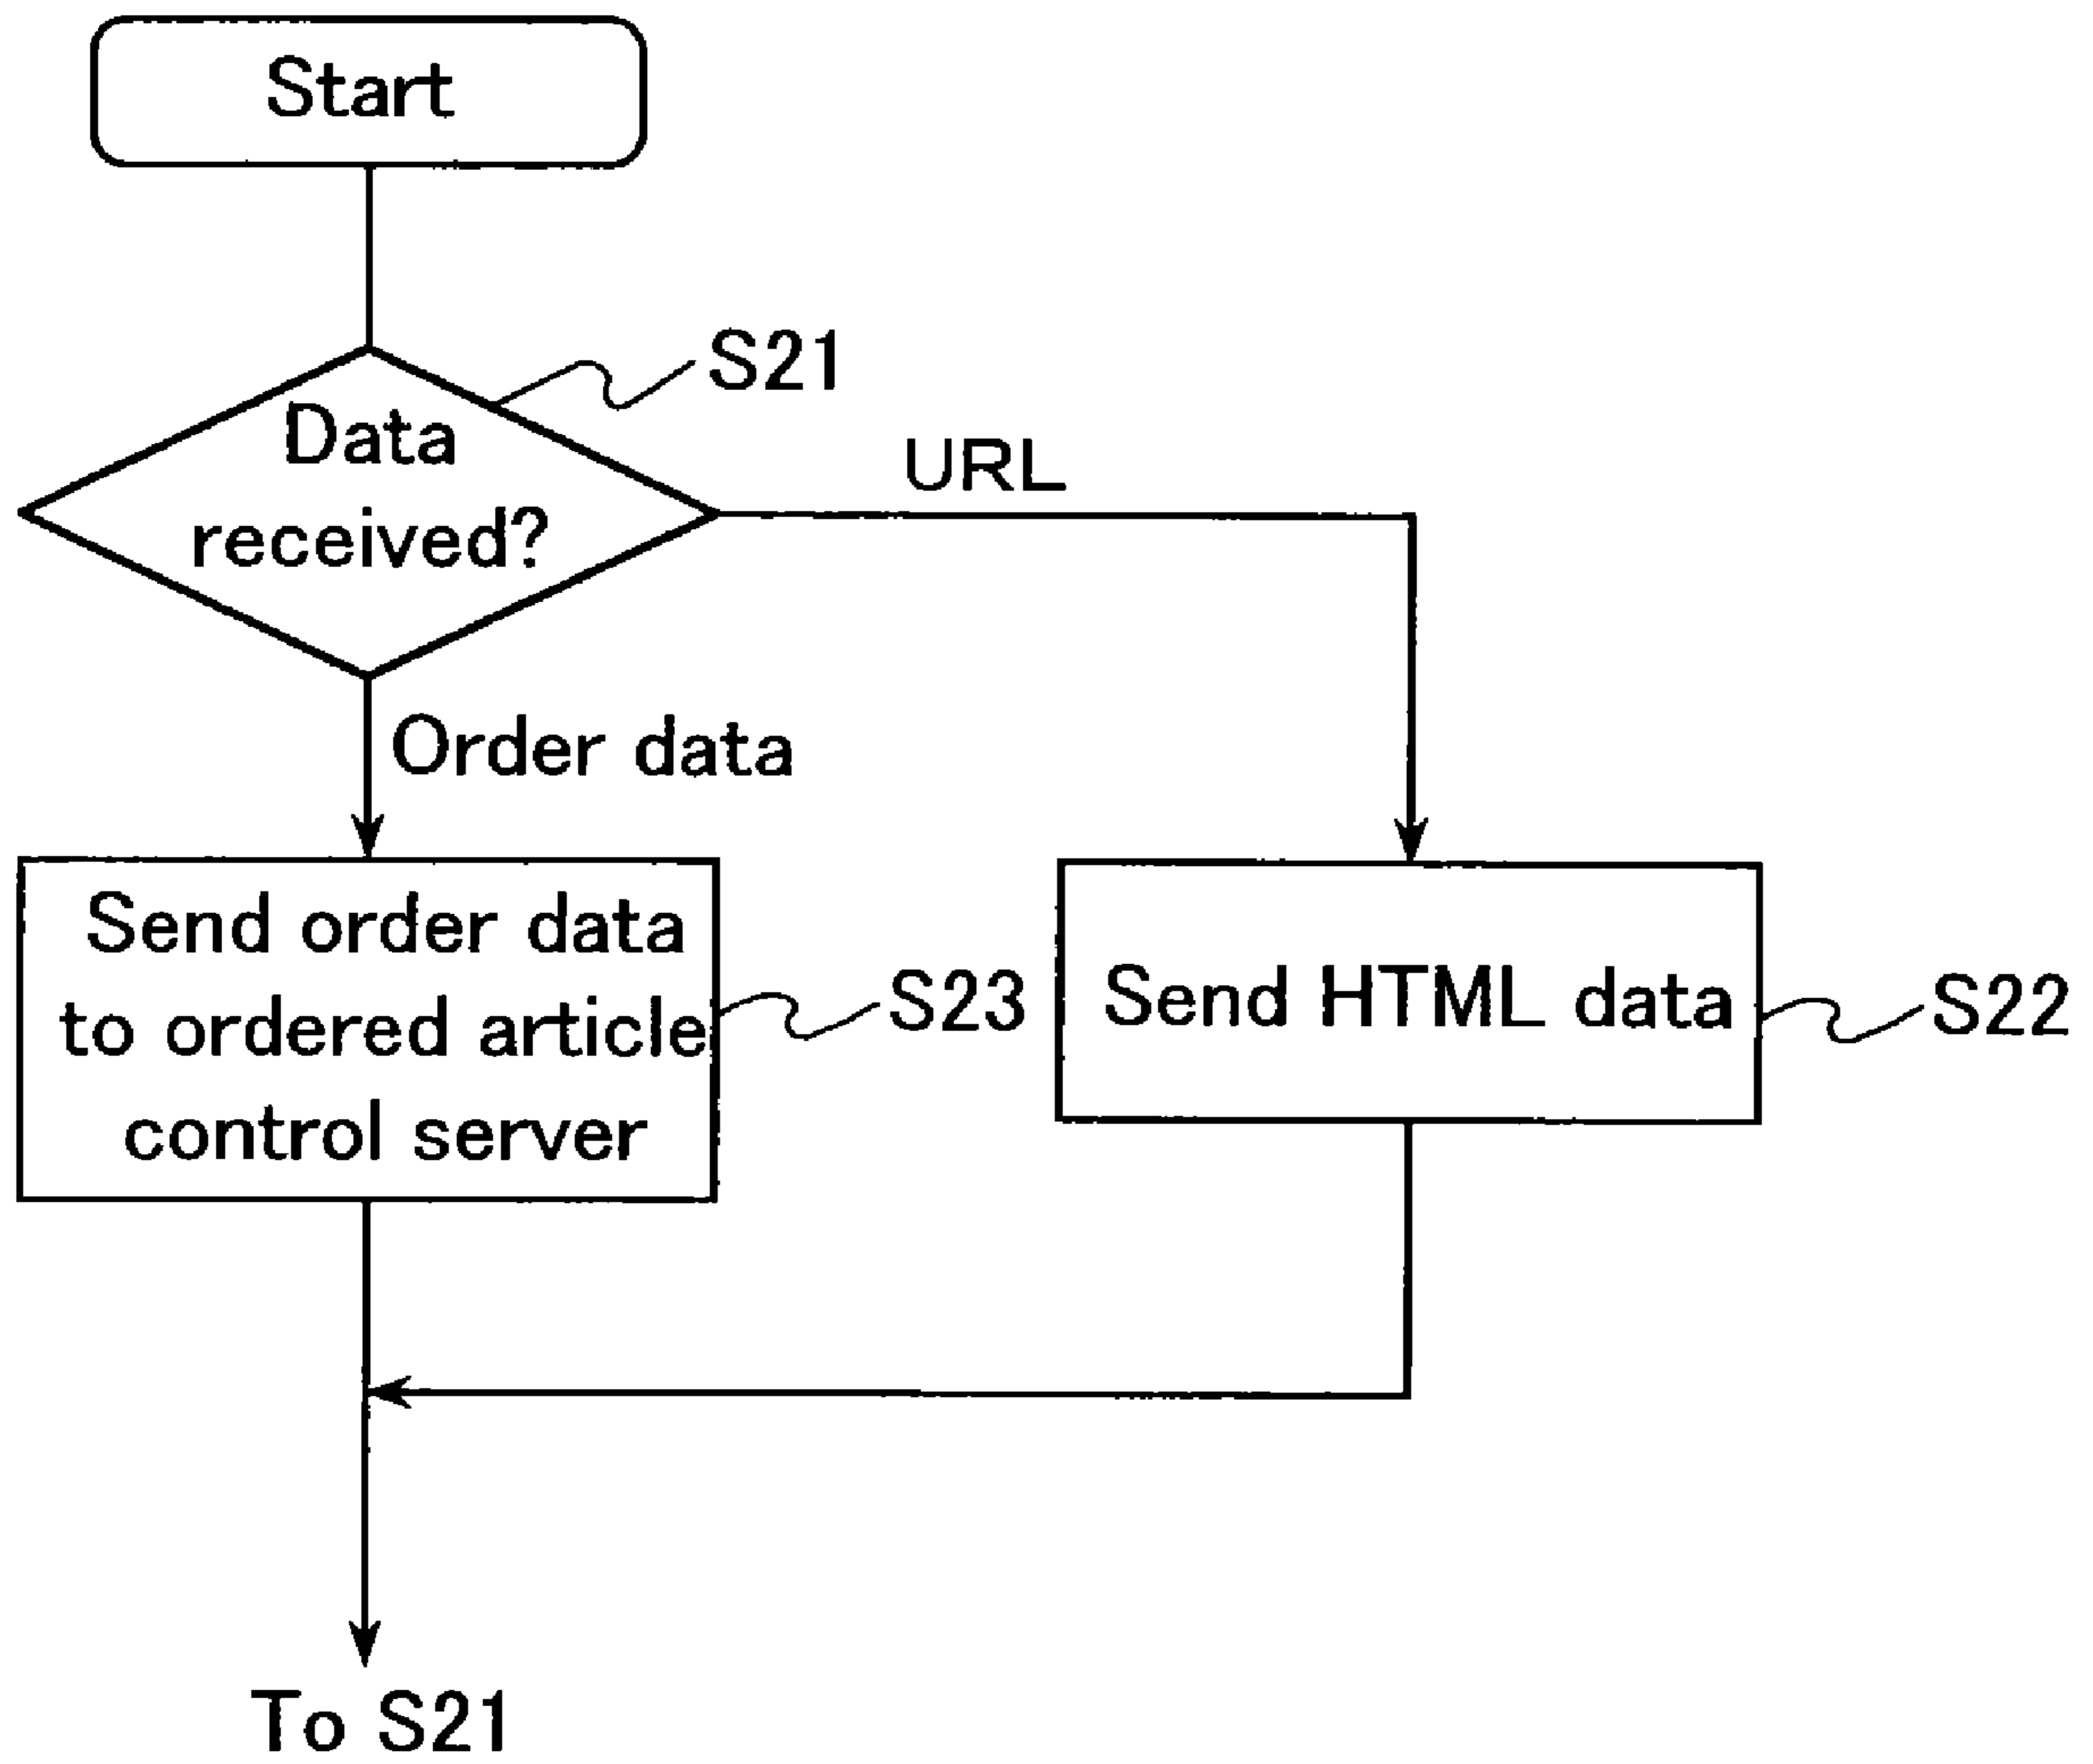 Start
S21
Data
received?
URL
Order data
Send order data
to ordered article
control server
S23
Send HTML data
S22
To S21